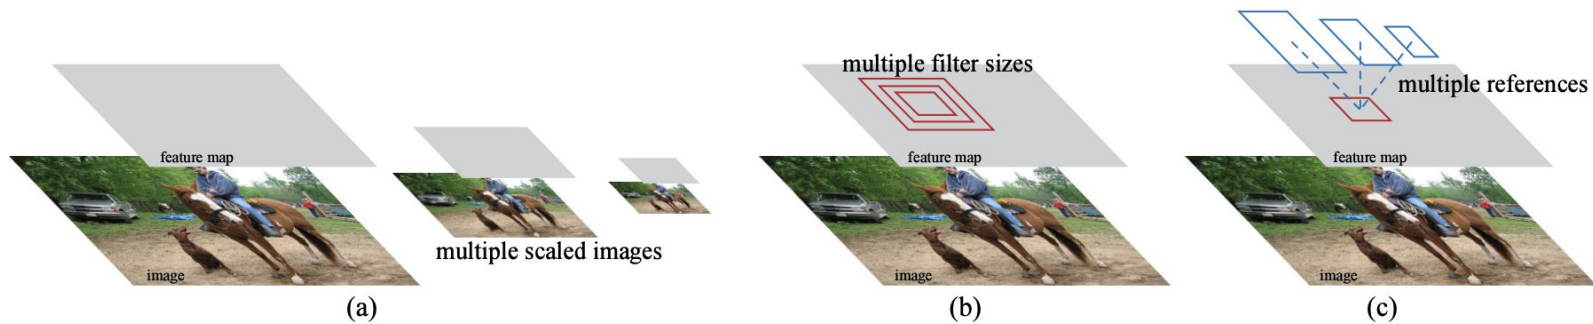 feature map
image
multiple scaled images
(a)
multiple filter sizes
feature map
image
(b)
multiple references
feature map
image
(c)